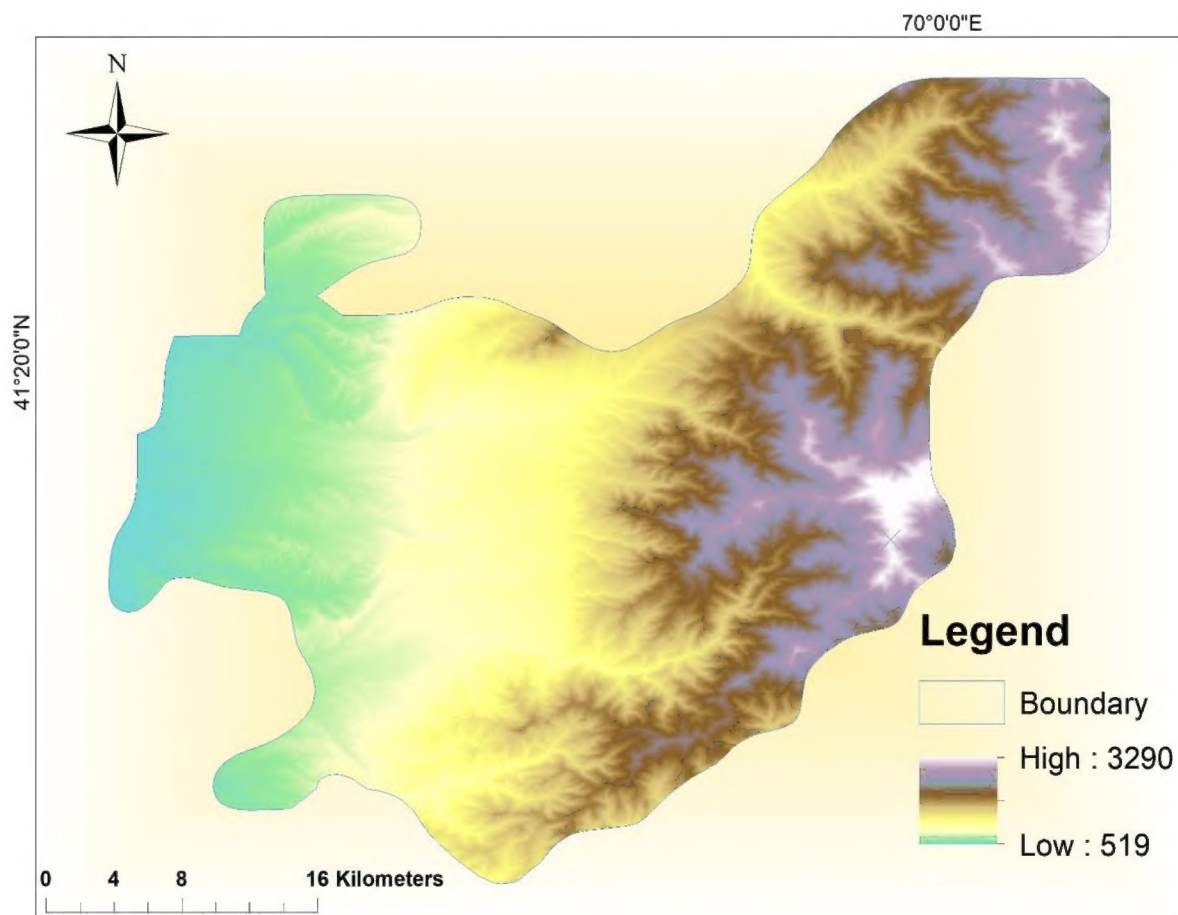 70°0'0"E
N
41°20'0"N
Legend
Boundary
High : 3290
Low : 519
0 4 8 16 Kilometers